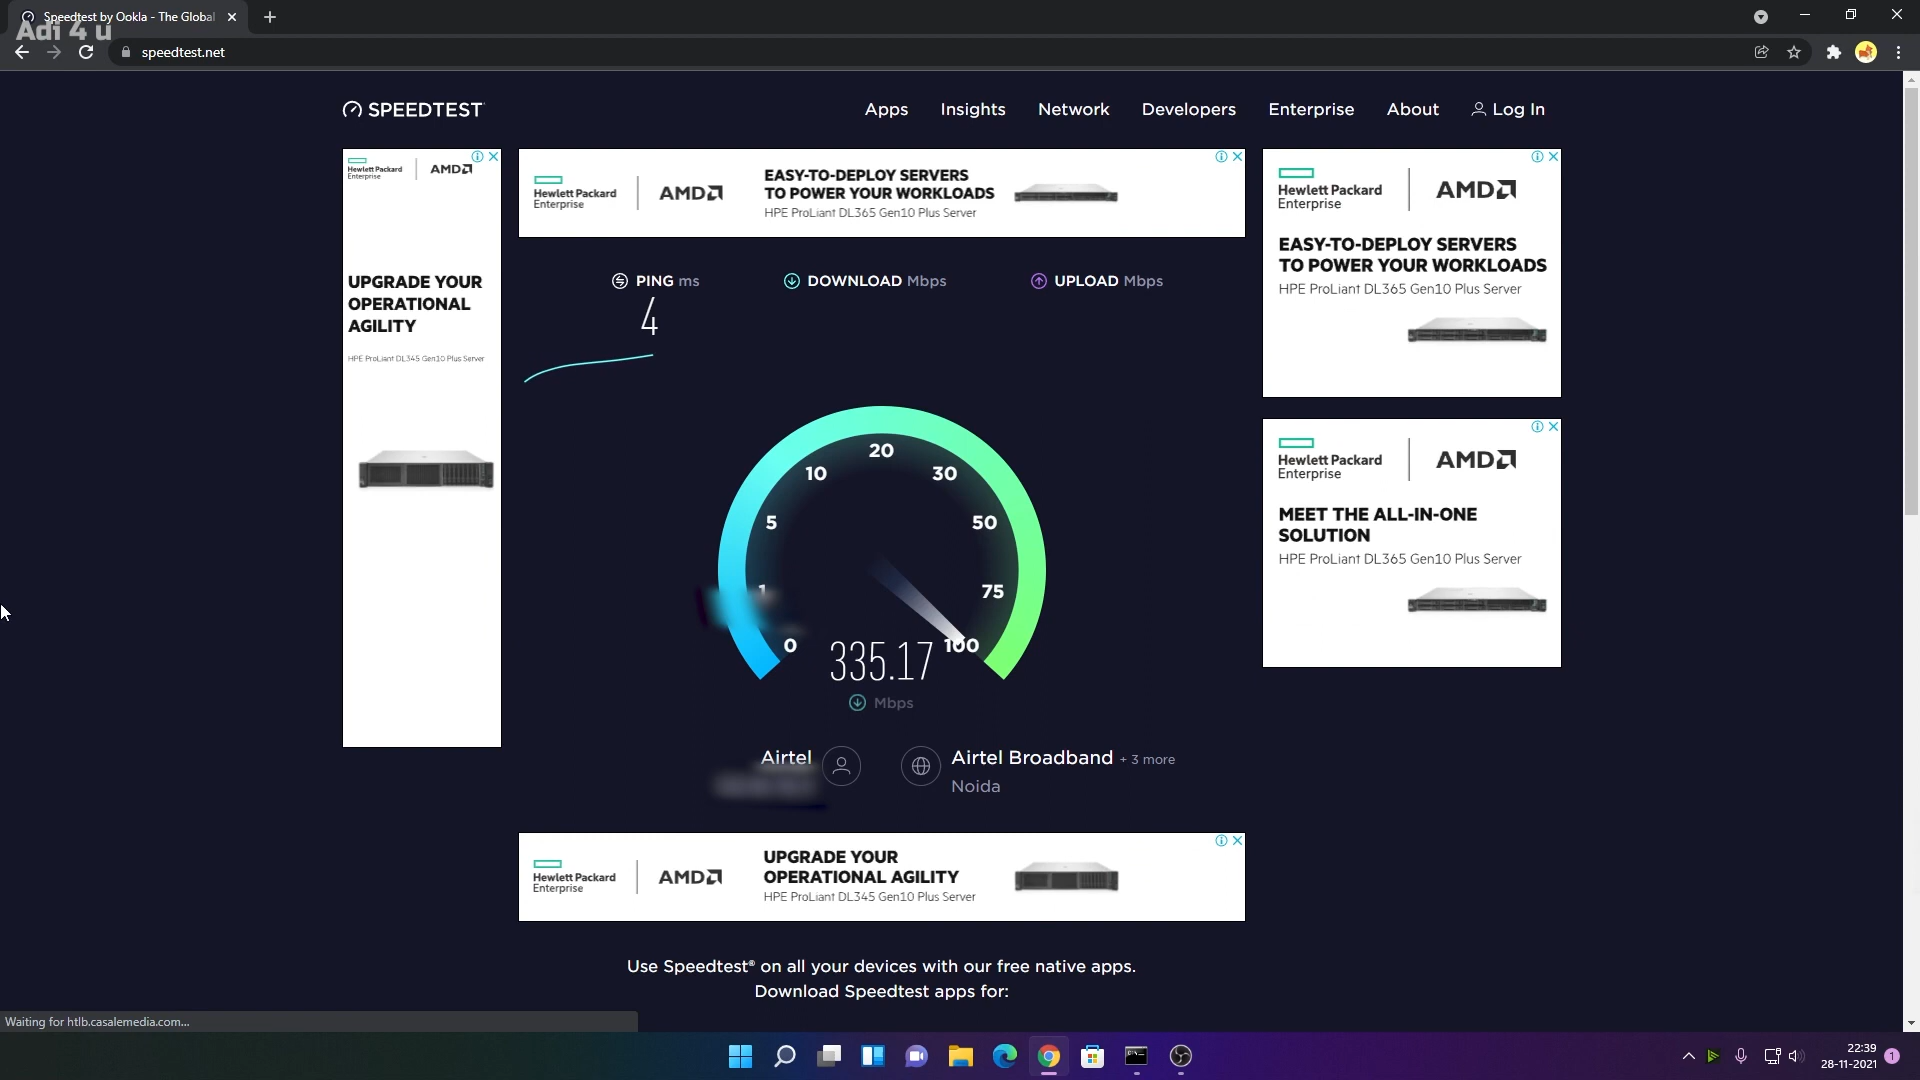 Speedtest by Ookla - The Global
Adi 4 u
speedtest.net
SPEEDTEST
Apps
Insights
Network
Developers
Enterprise
About
Log In
Hewlett Packard
Enterprise
AMD
UPGRADE YOUR
OPERATIONAL
AGILITY
HPE ProLiant DL345 Gen10 Plus Server
Hewlett Packard
Enterprise
AMD
EASY-TO-DEPLOY SERVERS
TO POWER YOUR WORKLOADS
HPE ProLiant DL365 Gen10 Plus Server
Hewlett Packard
Enterprise
AMD
EASY-TO-DEPLOY SERVERS
TO POWER YOUR WORKLOADS
HPE ProLiant DL365 Gen10 Plus Server
PING ms
4
DOWNLOAD Mbps
UPLOAD Mbps
0
1
5
10
20
30
50
75
100
335.17
Mbps
Hewlett Packard
Enterprise
AMD
MEET THE ALL-IN-ONE
SOLUTION
HPE ProLiant DL365 Gen10 Plus Server
Airtel
Airtel Broadband + 3 more
Noida
Hewlett Packard
Enterprise
AMD
UPGRADE YOUR
OPERATIONAL AGILITY
HPE ProLiant DL345 Gen10 Plus Server
Use Speedtest® on all your devices with our free native apps.
Download Speedtest apps for:
Waiting for htlb.casalemedia.com...
22:39
28-11-2021
1